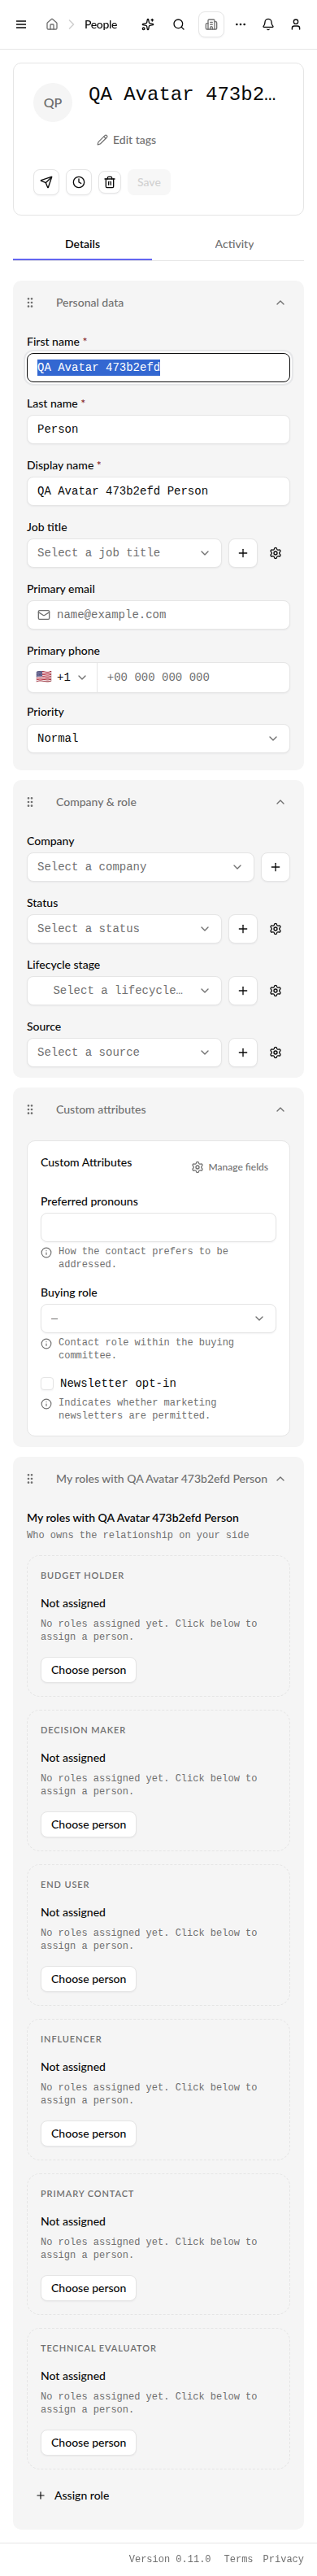 People
QP
QA Avatar 473b2…
Edit tags
Save
Details
Activity
Personal data
First name *
QA Avatar 473b2efd
Last name *
Person
Display name *
QA Avatar 473b2efd Person
Job title
Select a job title
Primary email
name@example.com
Primary phone
+1
+00 000 000 000
Priority
Normal
Company & role
Company
Select a company
Status
Select a status
Lifecycle stage
Select a lifecycle…
Source
Select a source
Custom attributes
Custom Attributes
Manage fields
Preferred pronouns
How the contact prefers to be
addressed.
Buying role
—
Contact role within the buying
committee.
Newsletter opt-in
Indicates whether marketing
newsletters are permitted.
My roles with QA Avatar 473b2efd Person
My roles with QA Avatar 473b2efd Person
Who owns the relationship on your side
BUDGET HOLDER
Not assigned
No roles assigned yet. Click below to
assign a person.
Choose person
DECISION MAKER
Not assigned
No roles assigned yet. Click below to
assign a person.
Choose person
END USER
Not assigned
No roles assigned yet. Click below to
assign a person.
Choose person
INFLUENCER
Not assigned
No roles assigned yet. Click below to
assign a person.
Choose person
PRIMARY CONTACT
Not assigned
No roles assigned yet. Click below to
assign a person.
Choose person
TECHNICAL EVALUATOR
Not assigned
No roles assigned yet. Click below to
assign a person.
Choose person
Assign role
Version 0.11.0
Terms
Privacy